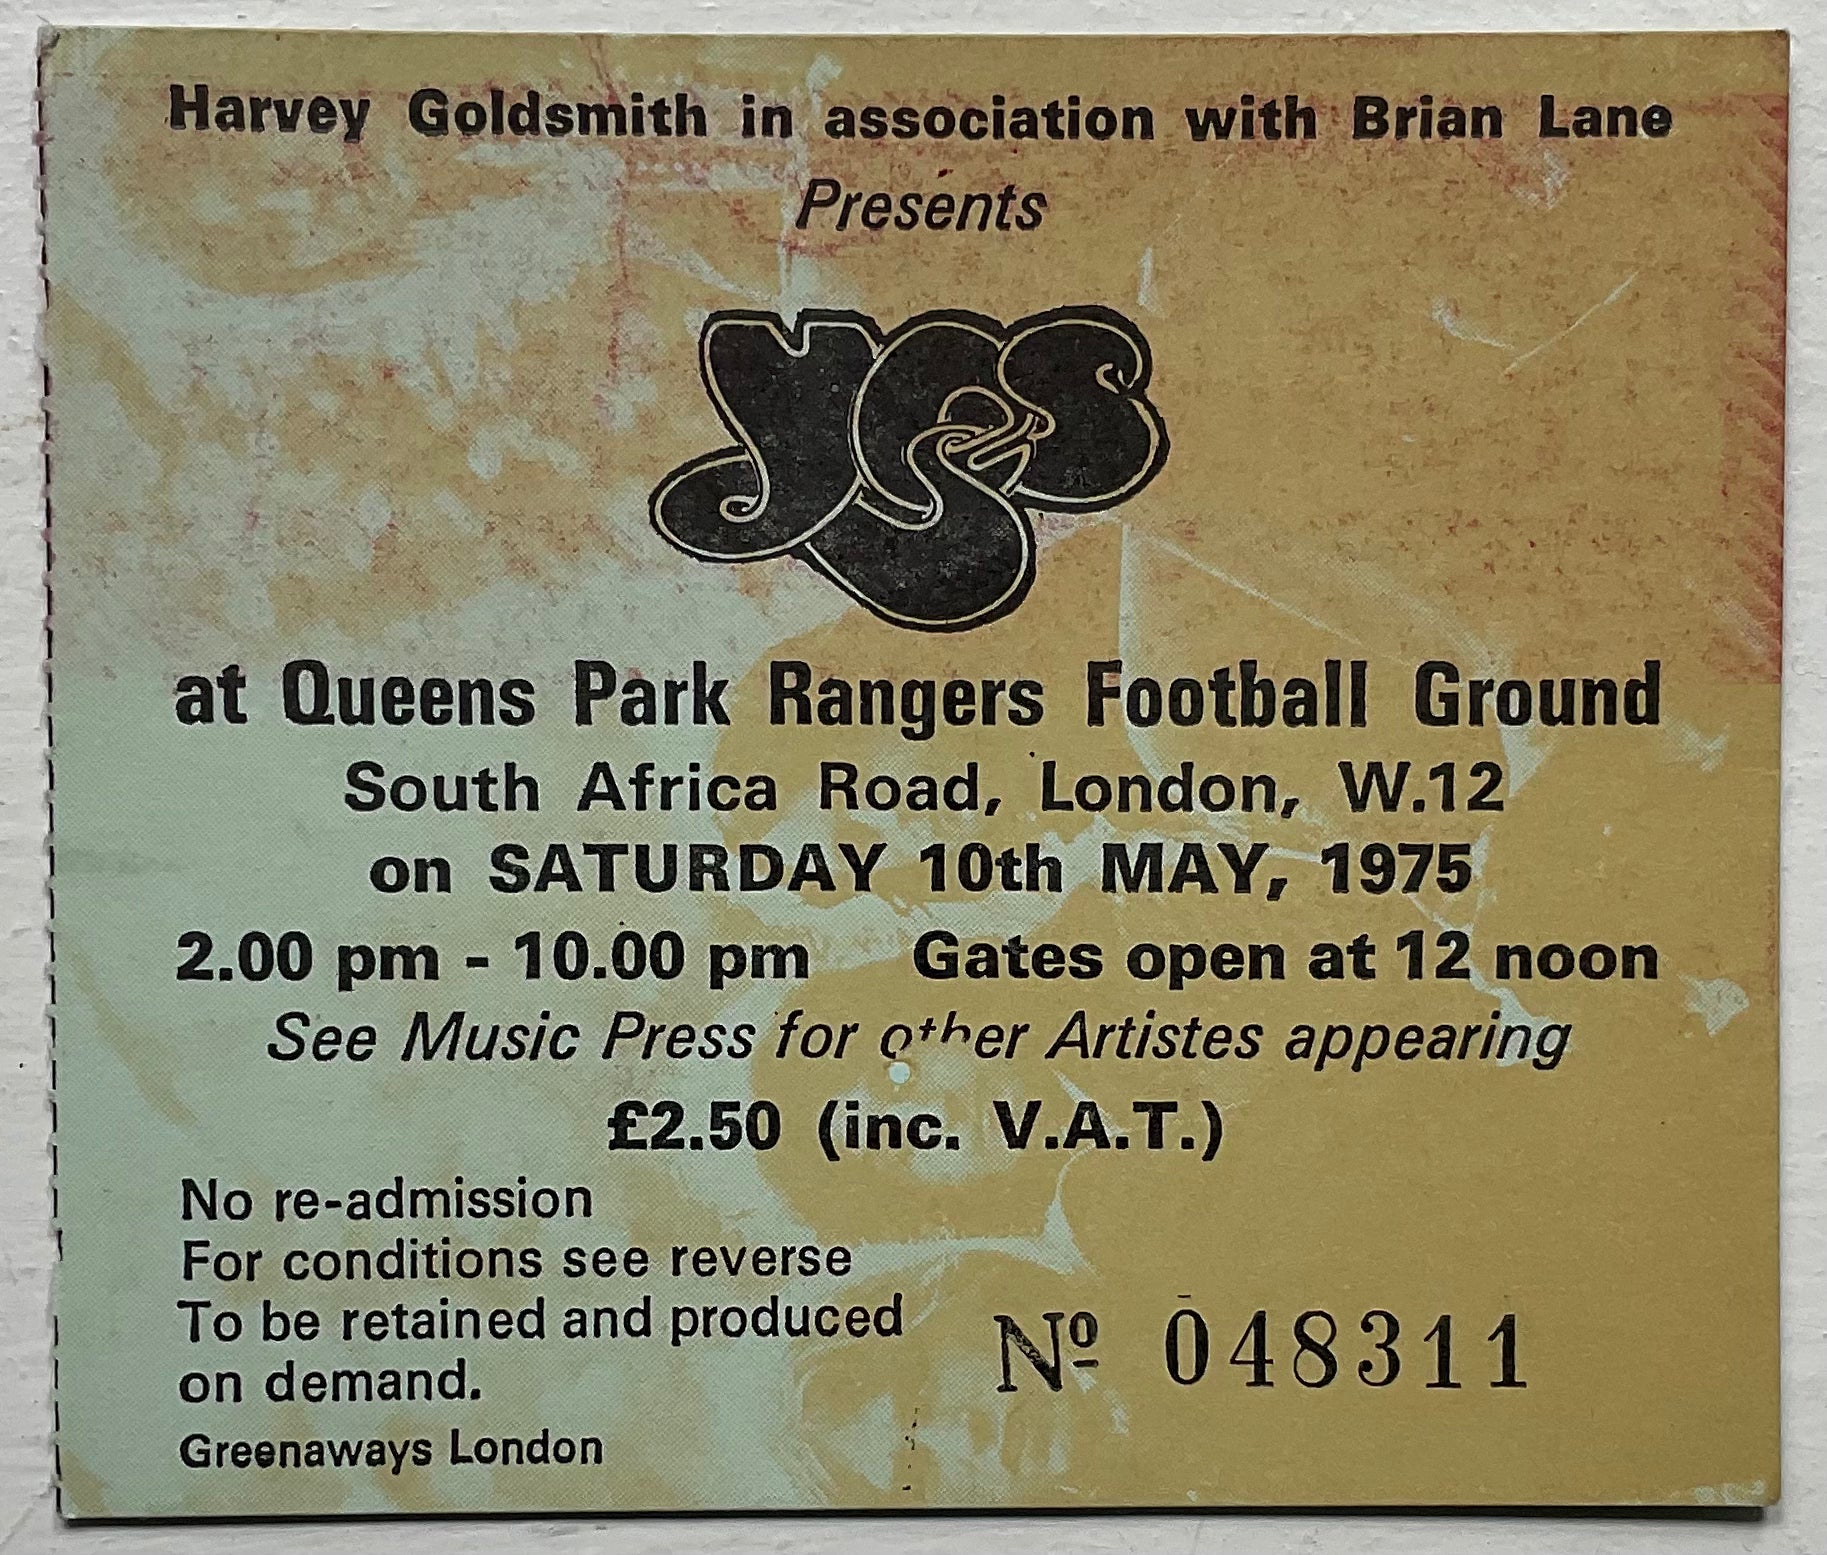 Harvey Goldsmith in association with Brian Lane
Presents
yes
at Queens Park Rangers Football Ground
South Africa Road, London, W.12
on SATURDAY 10th MAY, 1975
2.00 pm - 10.00 pm Gates open at 12 noon
See Music Press for other Artistes appearing
£2.50 (inc. V.A.T.)
No re-admission
For conditions see reverse
To be retained and produced
on demand.
Nº 048311
Greenaways London